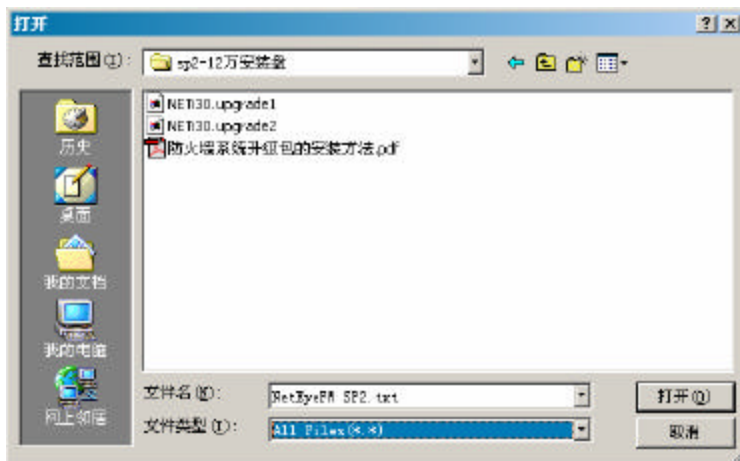 打开
查找范围(I):
sp2-12万安装盘
NET130.upgrade1
NET130.upgrade2
防火墙系统升级包的安装方法.pdf
历史
桌面
我的文档
我的电脑
网上邻居
文件名(N):
NetEyeFW SP2.txt
打开(O)
文件类型(T):
All Files(*.*)
取消